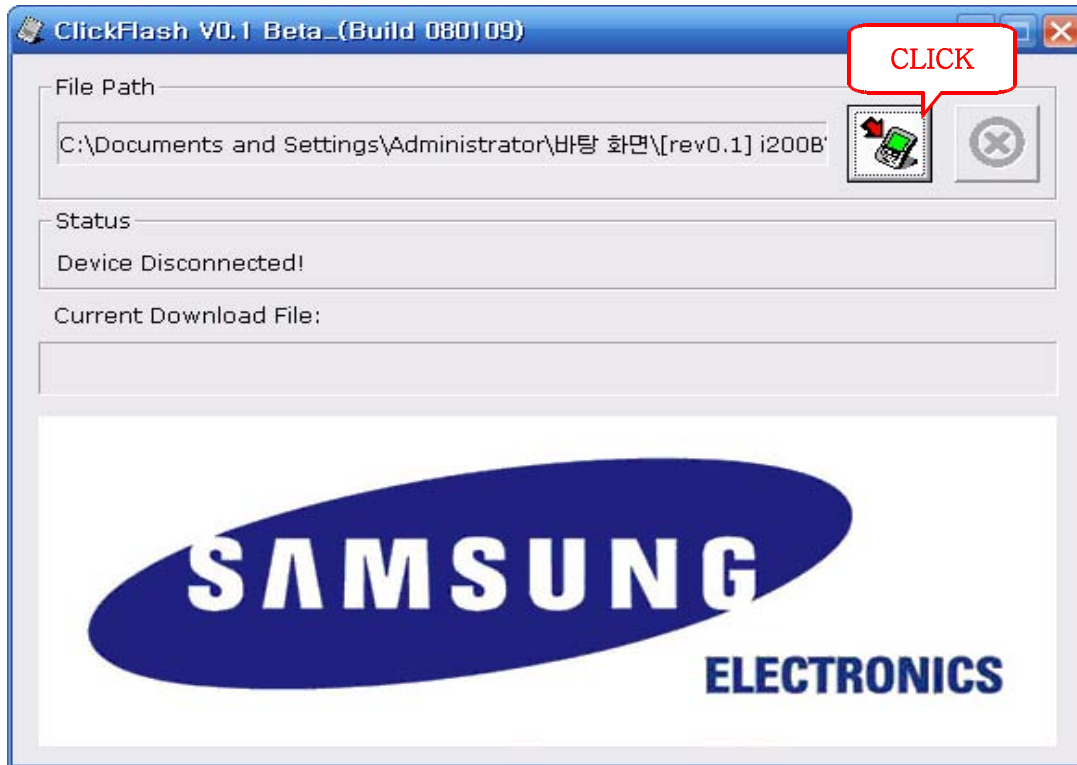 ClickFlash V0.1 Beta_(Build 080109)
CLICK
File Path
C:\Documents and Settings\Administrator\바탕 화면\[rev0.1] i200B
Status
Device Disconnected!
Current Download File:
SAMSUNG
ELECTRONICS